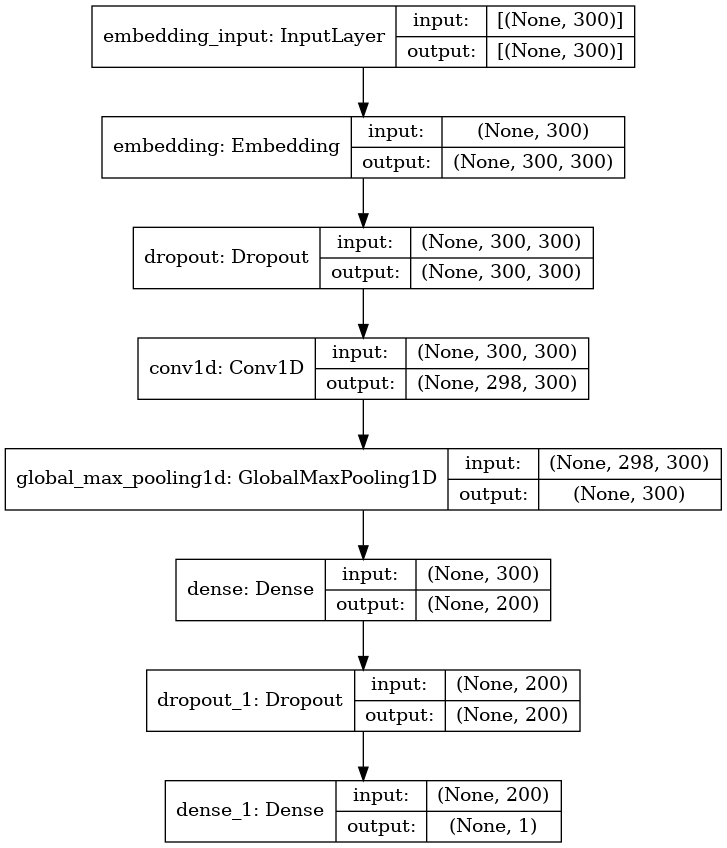 embedding_input: InputLayer
input:
[(None, 300)]
output:
[(None, 300)]
embedding: Embedding
input:
(None, 300)
output:
(None, 300, 300)
dropout: Dropout
input:
(None, 300, 300)
output:
(None, 300, 300)
conv1d: Conv1D
input:
(None, 300, 300)
output:
(None, 298, 300)
global_max_pooling1d: GlobalMaxPooling1D
input:
(None, 298, 300)
output:
(None, 300)
dense: Dense
input:
(None, 300)
output:
(None, 200)
dropout_1: Dropout
input:
(None, 200)
output:
(None, 200)
dense_1: Dense
input:
(None, 200)
output:
(None, 1)